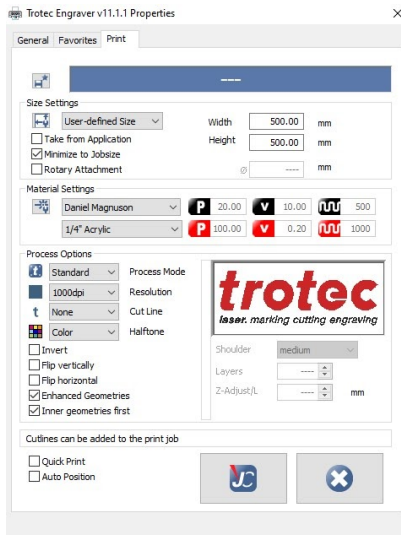 Trotec Engraver v11.1.1 Properties
General Favorites Print
---
Size Settings
User-defined Size Width 500.00 mm
Take from Application Height 500.00 mm
Minimize to Jobsize
Rotary Attachment Ø ---- mm
Material Settings
Daniel Magnuson P 20.00 v 10.00 500
1/4" Acrylic P 100.00 v 0.20 1000
Process Options
Standard Process Mode
1000dpi Resolution
t None Cut Line
Color Halftone
trotec
laser. marking cutting engraving
Invert Shoulder medium
Flip vertically Layers ----
Flip horizontal Z-Adjust/L ---- mm
Enhanced Geometries
Inner geometries first
Cutlines can be added to the print job
Quick Print
Auto Position
JC